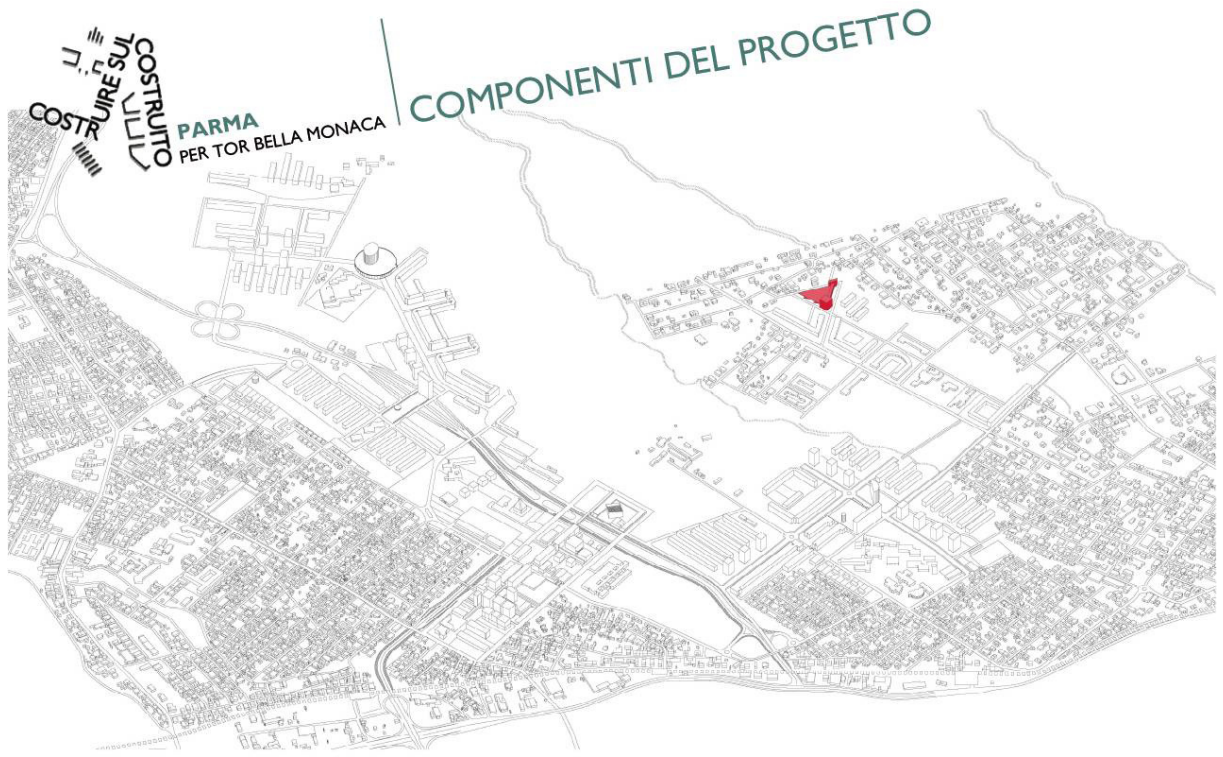 COSTRUIRE SUL
COSTRUITO
PARMA
PER TOR BELLA MONACA
COMPONENTI DEL PROGETTO